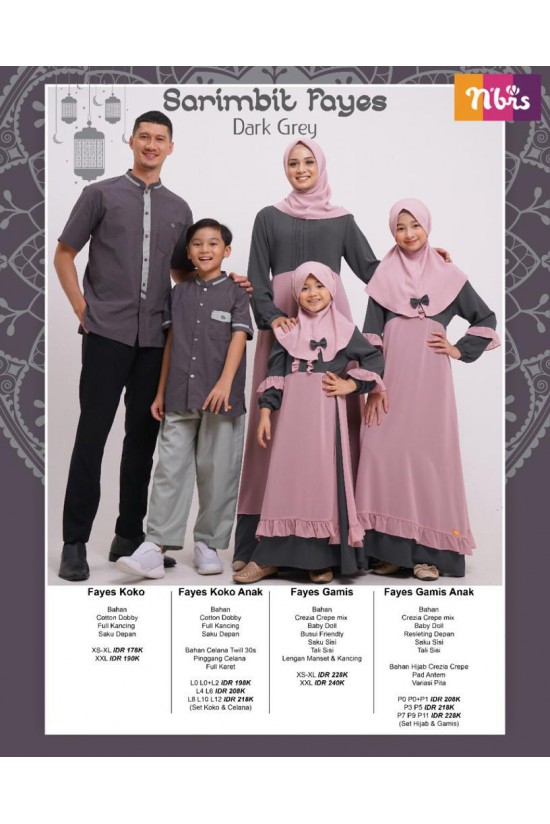 Sarimbit Fayes
Dark Grey
N'brs
Fayes Koko
Bahan
Cotton Dobby
Full Kancing
Saku Depan
XS-XL IDR 178K
XXL IDR 190K
Fayes Koko Anak
Bahan
Cotton Dobby
Full Kancing
Saku Depan
Bahan Celana Twill 30s
Pinggang Celana
Full Karet
L0 L0+L2 IDR 198K
L4 L6 IDR 208K
L8 L10 L12 IDR 218K
(Set Koko & Celana)
Fayes Gamis
Bahan
Crezia Crepe mix
Baby Doll
Busui Friendly
Saku Sisi
Tali Sisi
Lengan Manset & Kancing
XS-XL IDR 228K
XXL IDR 240K
Fayes Gamis Anak
Bahan
Crezia Crepe mix
Baby Doll
Resleting Depan
Saku Sisi
Tali Sisi
Bahan Hijab Crezia Crepe
Pad Antem
Variasi Pita
P0 P0+P1 IDR 208K
P3 P5 IDR 218K
P7 P9 P11 IDR 228K
(Set Hijab & Gamis)